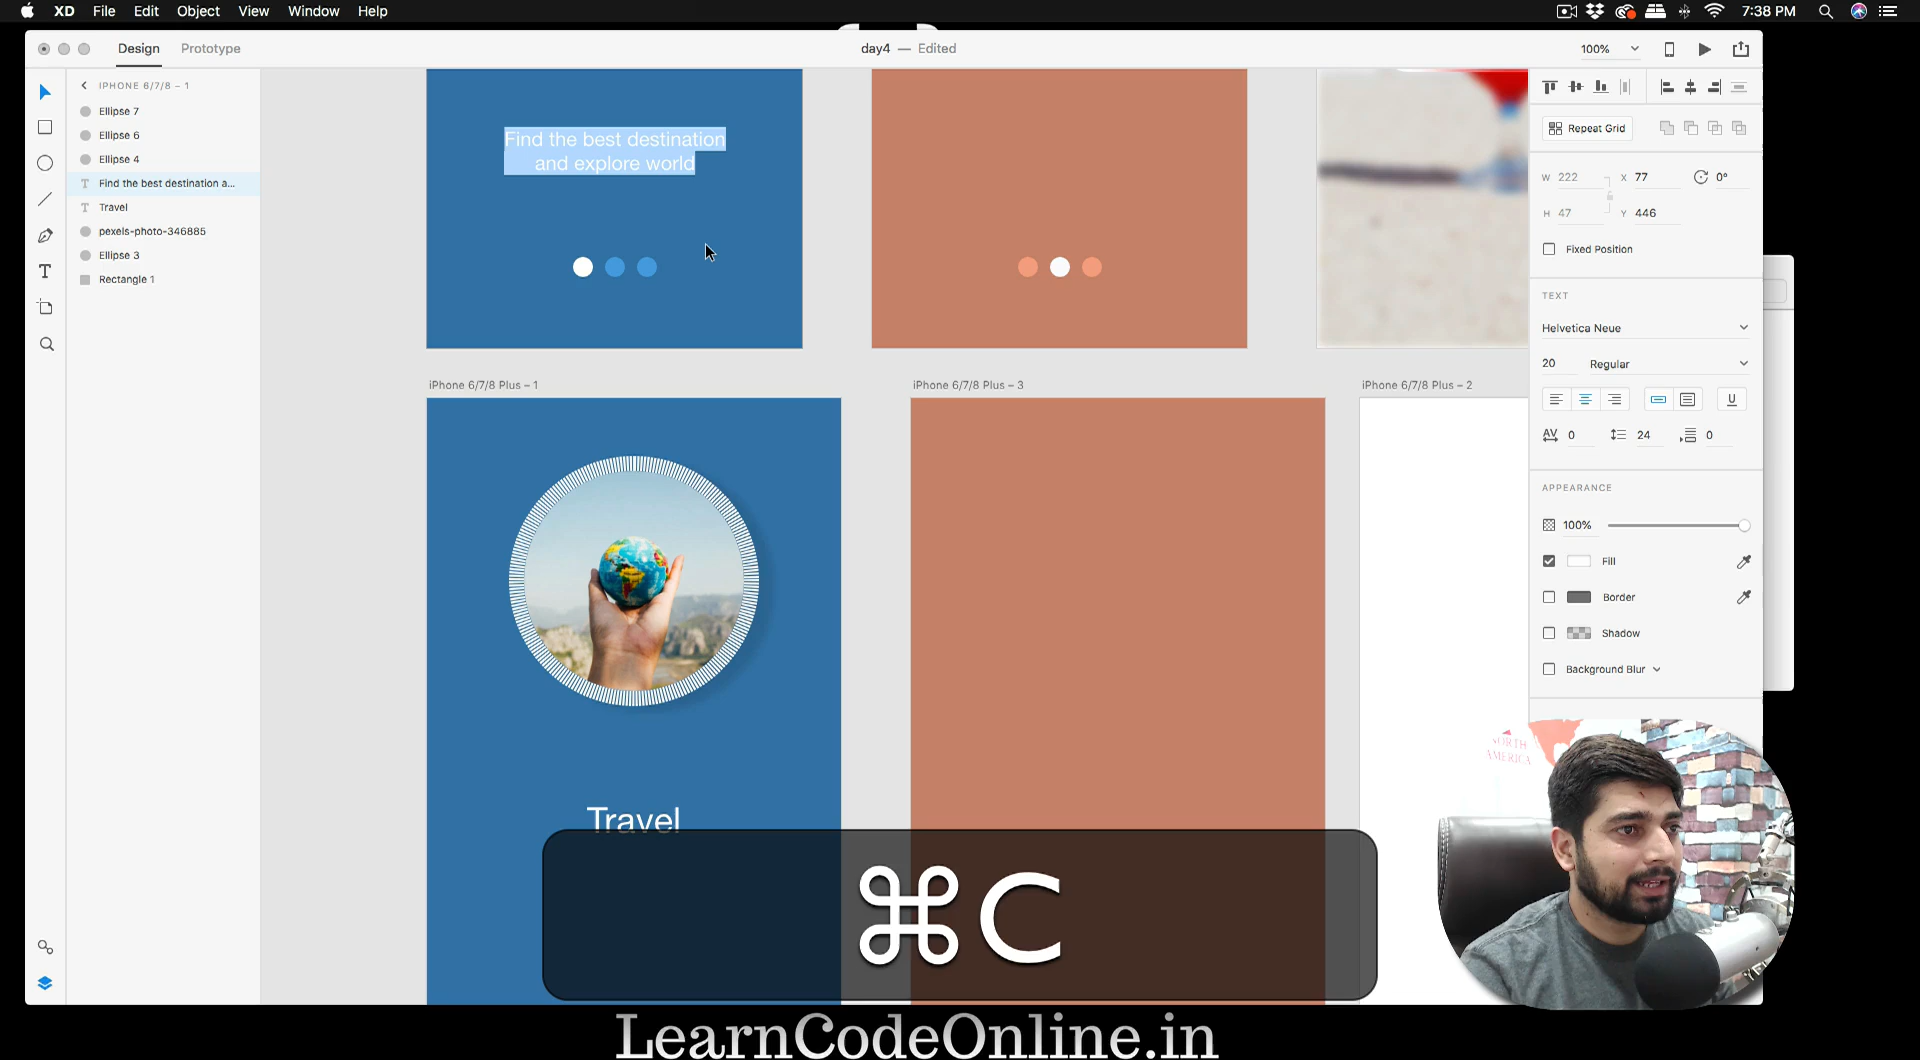 XD File Edit Object View Window Help
7:38 PM
Design Prototype
day4 — Edited
100%
IPHONE 6/7/8 – 1
Ellipse 7
Ellipse 6
Ellipse 4
Find the best destination a...
Travel
pexels-photo-346885
Ellipse 3
Rectangle 1
Find the best destination
and explore world
iPhone 6/7/8 Plus – 1
iPhone 6/7/8 Plus – 3
iPhone 6/7/8 Plus – 2
Travel
Repeat Grid
W 222 X 77 0°
H 47 Y 446
Fixed Position
TEXT
Helvetica Neue
20 Regular
U
AV 0 24 0
APPEARANCE
100%
Fill
Border
Shadow
Background Blur
NORTH
AMERICA
⌘C
LearnCodeOnline.in